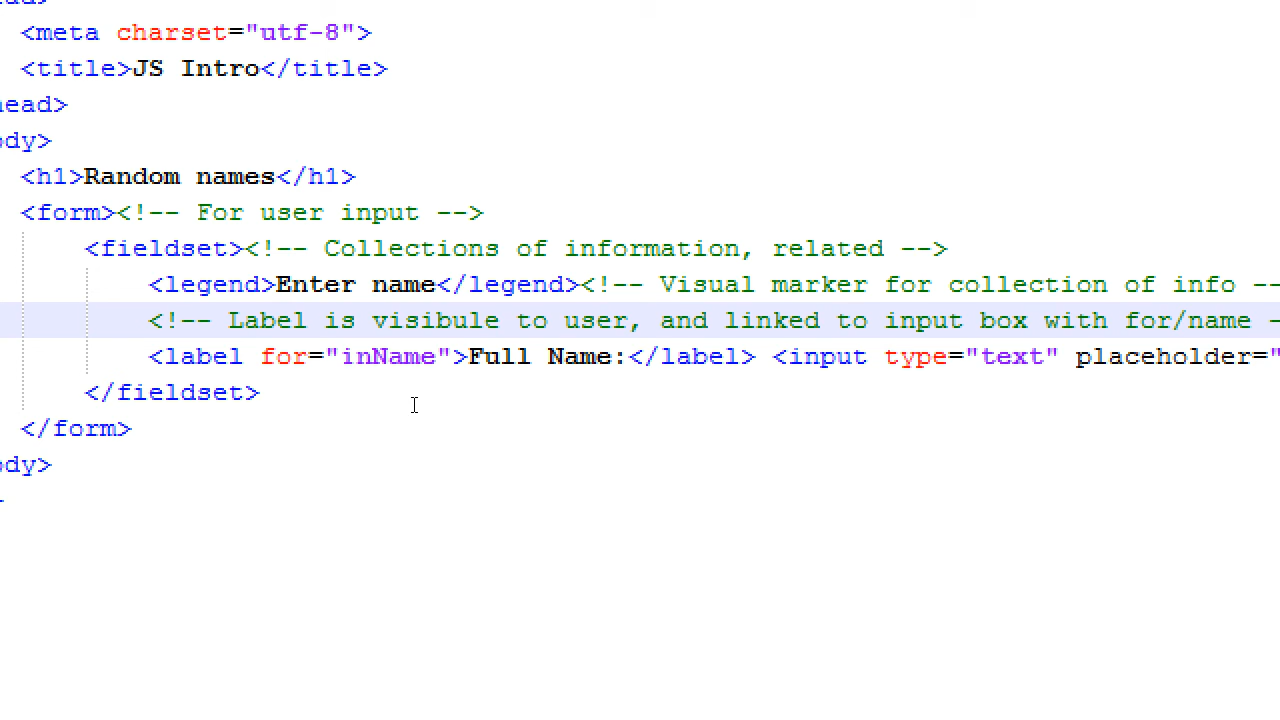 ead>
<meta charset="utf-8">
<title>JS Intro</title>
head>
ody>
<h1>Random names</h1>
<form><!-- For user input -->
<fieldset><!-- Collections of information, related -->
<legend>Enter name</legend><!-- Visual marker for collection of info --
<!-- Label is visibule to user, and linked to input box with for/name -
<label for="inName">Full Name:</label> <input type="text" placeholder="
</fieldset>
</form>
ody>